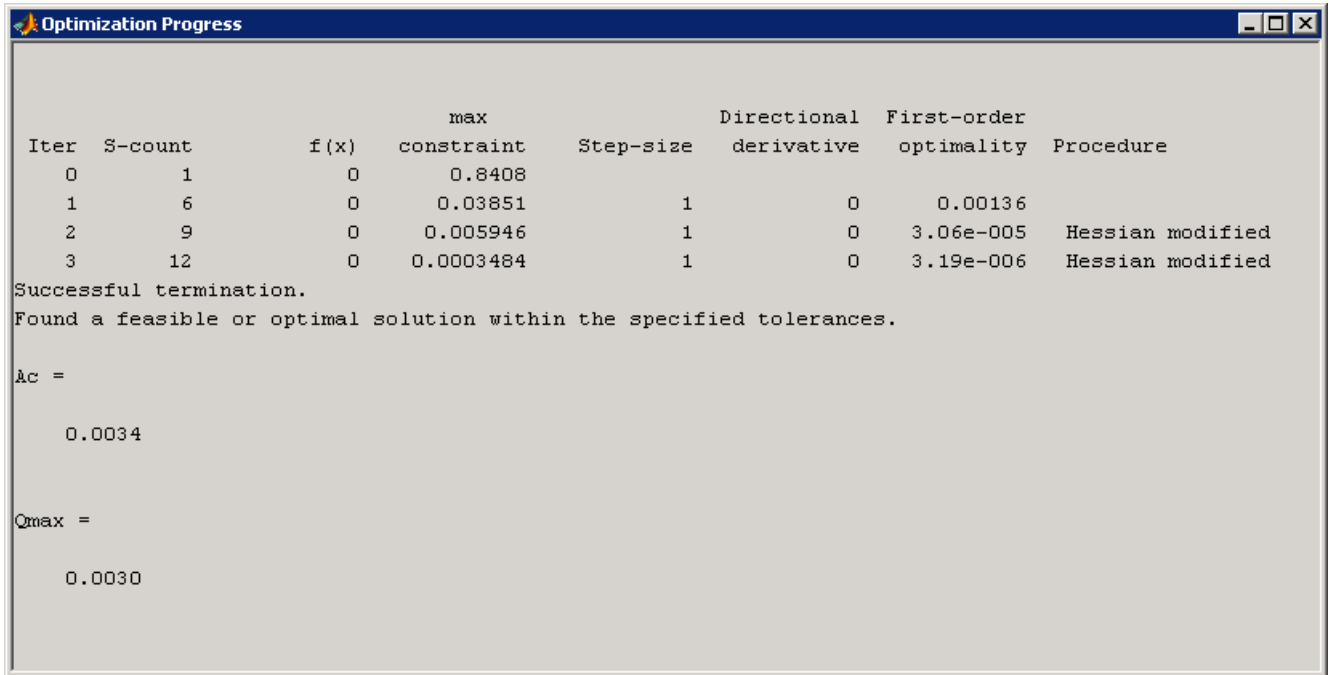 Optimization Progress
max Directional First-order
Iter S-count f(x) constraint Step-size derivative optimality Procedure
0 1 0 0.8408
1 6 0 0.03851 1 0 0.00136
2 9 0 0.005946 1 0 3.06e-005 Hessian modified
3 12 0 0.0003484 1 0 3.19e-006 Hessian modified
Successful termination.
Found a feasible or optimal solution within the specified tolerances.
Ac =
0.0034
Qmax =
0.0030